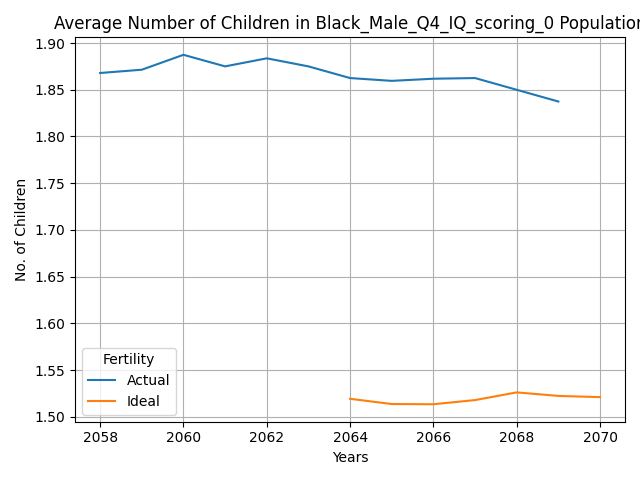 Average Number of Children in Black_Male_Q4_IQ_scoring_0 Population
1.90
1.85
1.80
1.75
1.70
1.65
1.60
1.55
1.50
No. of Children
Fertility
Actual
Ideal
2058
2060
2062
2064
2066
2068
2070
Years